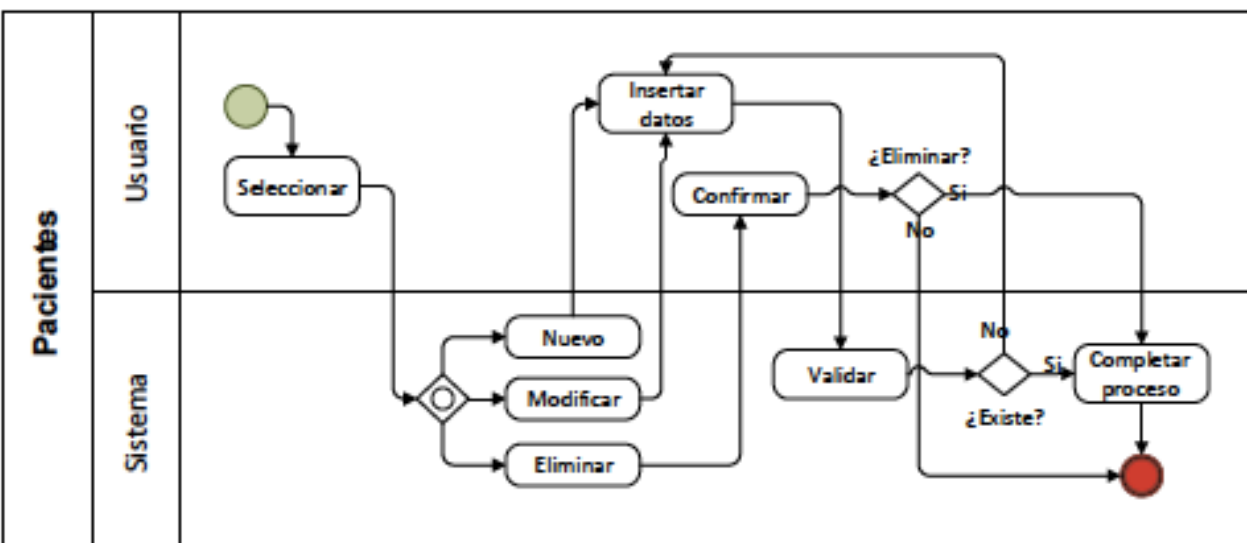 Pacientes
Usuario
Sistema
Seleccionar
Insertar
datos
Confirmar
¿Eliminar?
Si
No
Nuevo
Modificar
Eliminar
Validar
No
Si
¿Existe?
Completar
proceso